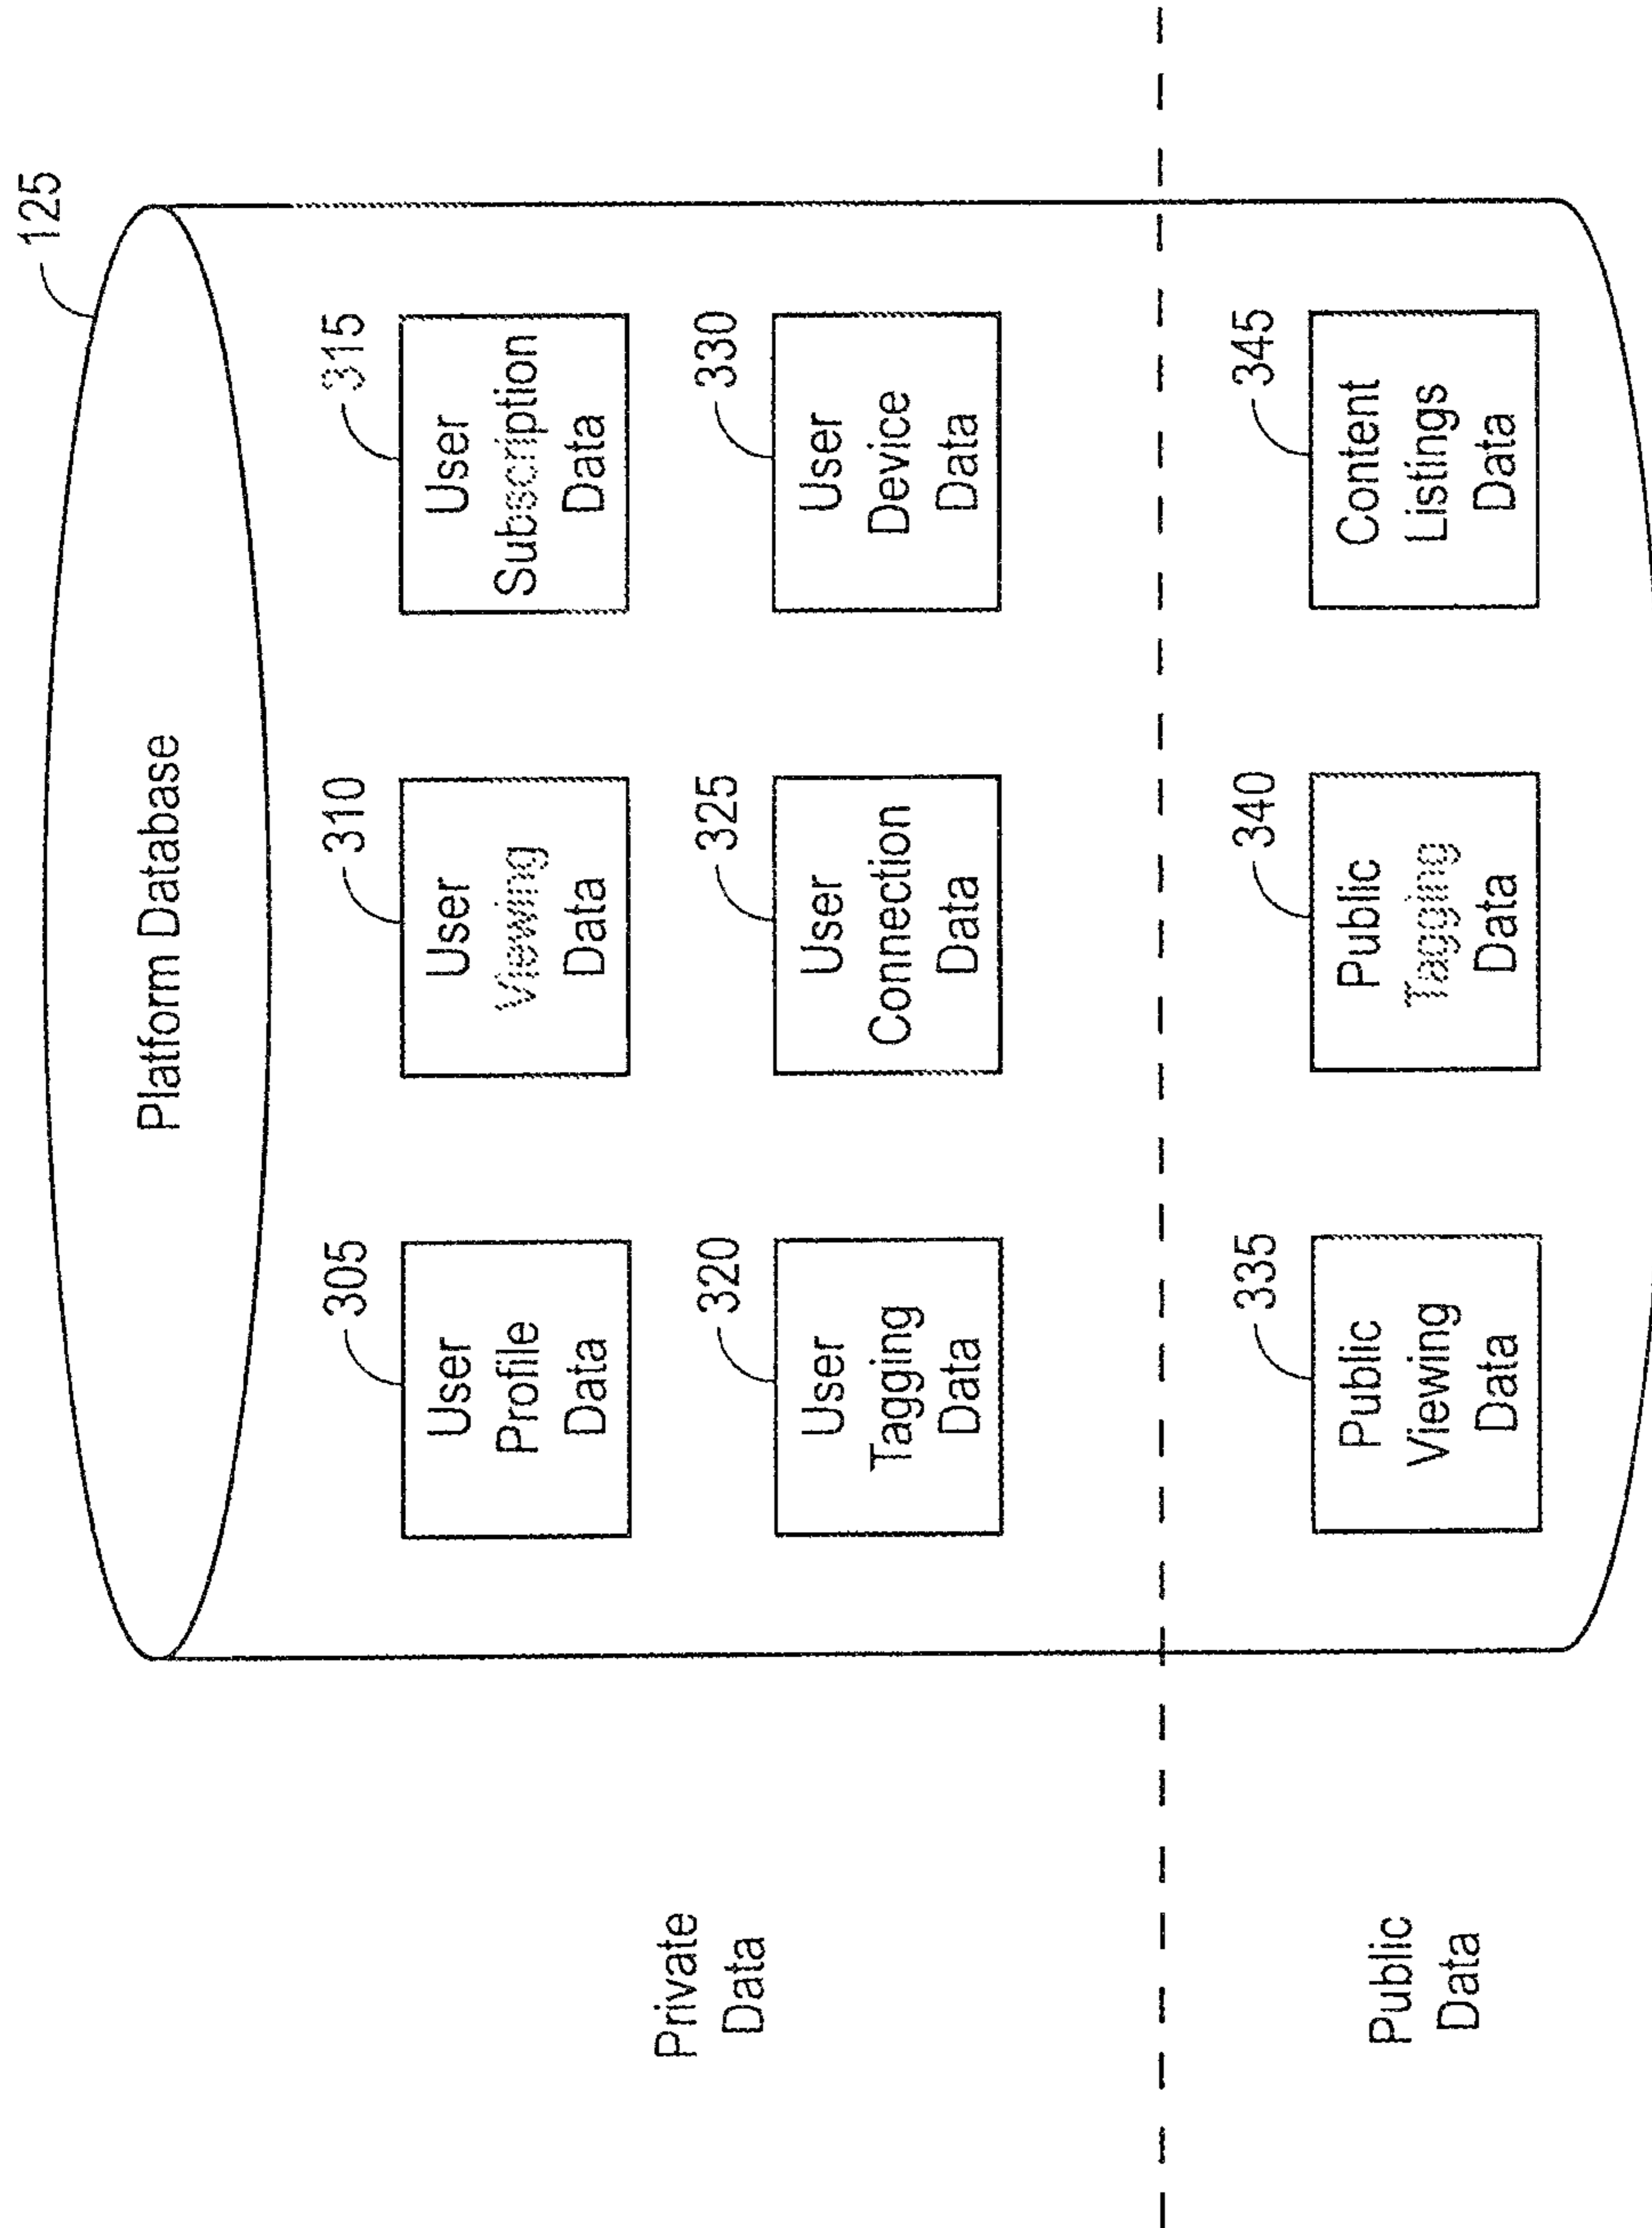 125
Platform Database
305
User
Profile
Data
310
User
Viewing
Data
315
User
Subscription
Data
320
User
Tagging
Data
325
User
Connection
Data
330
User
Device
Data
Private
Data
335
Public
Viewing
Data
340
Public
Tagging
Data
345
Content
Listings
Data
Public
Data